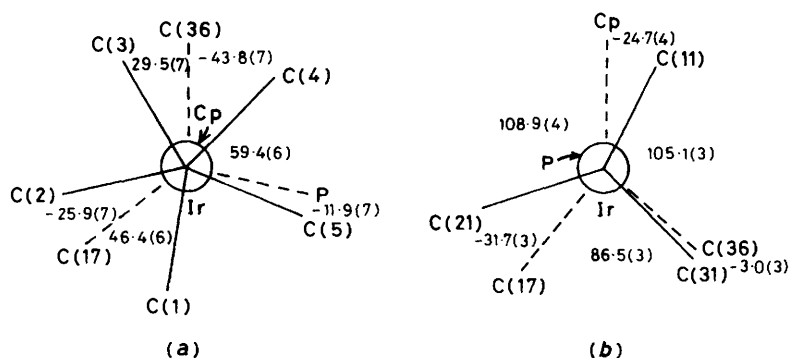 C(36)
C(3)
29·5(7)
-43·8(7)
C(4)
Cp
59·4(6)
C(2)
-25·9(7)
Ir
P
-11·9(7)
C(5)
46·4(6)
C(17)
C(1)
(a)
Cp
-24·7(4)
C(11)
108·9(4)
P
105·1(3)
Ir
C(21)
-31·7(3)
C(36)
86·5(3)
C(31)
-3·0(3)
C(17)
(b)